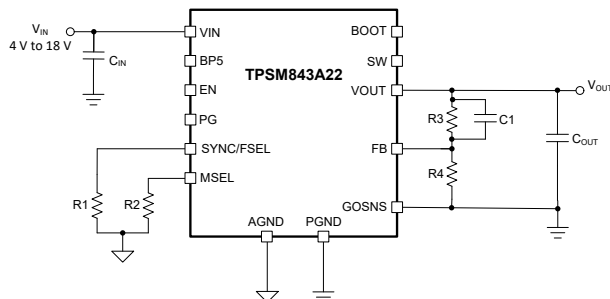 VIN
4 V to 18 V
CIN
VIN
BP5
EN
PG
SYNC/FSEL
MSEL
R1
R2
TPSM843A22
BOOT
SW
VOUT
FB
GOSNS
AGND
PGND
R3
C1
R4
VOUT
COUT